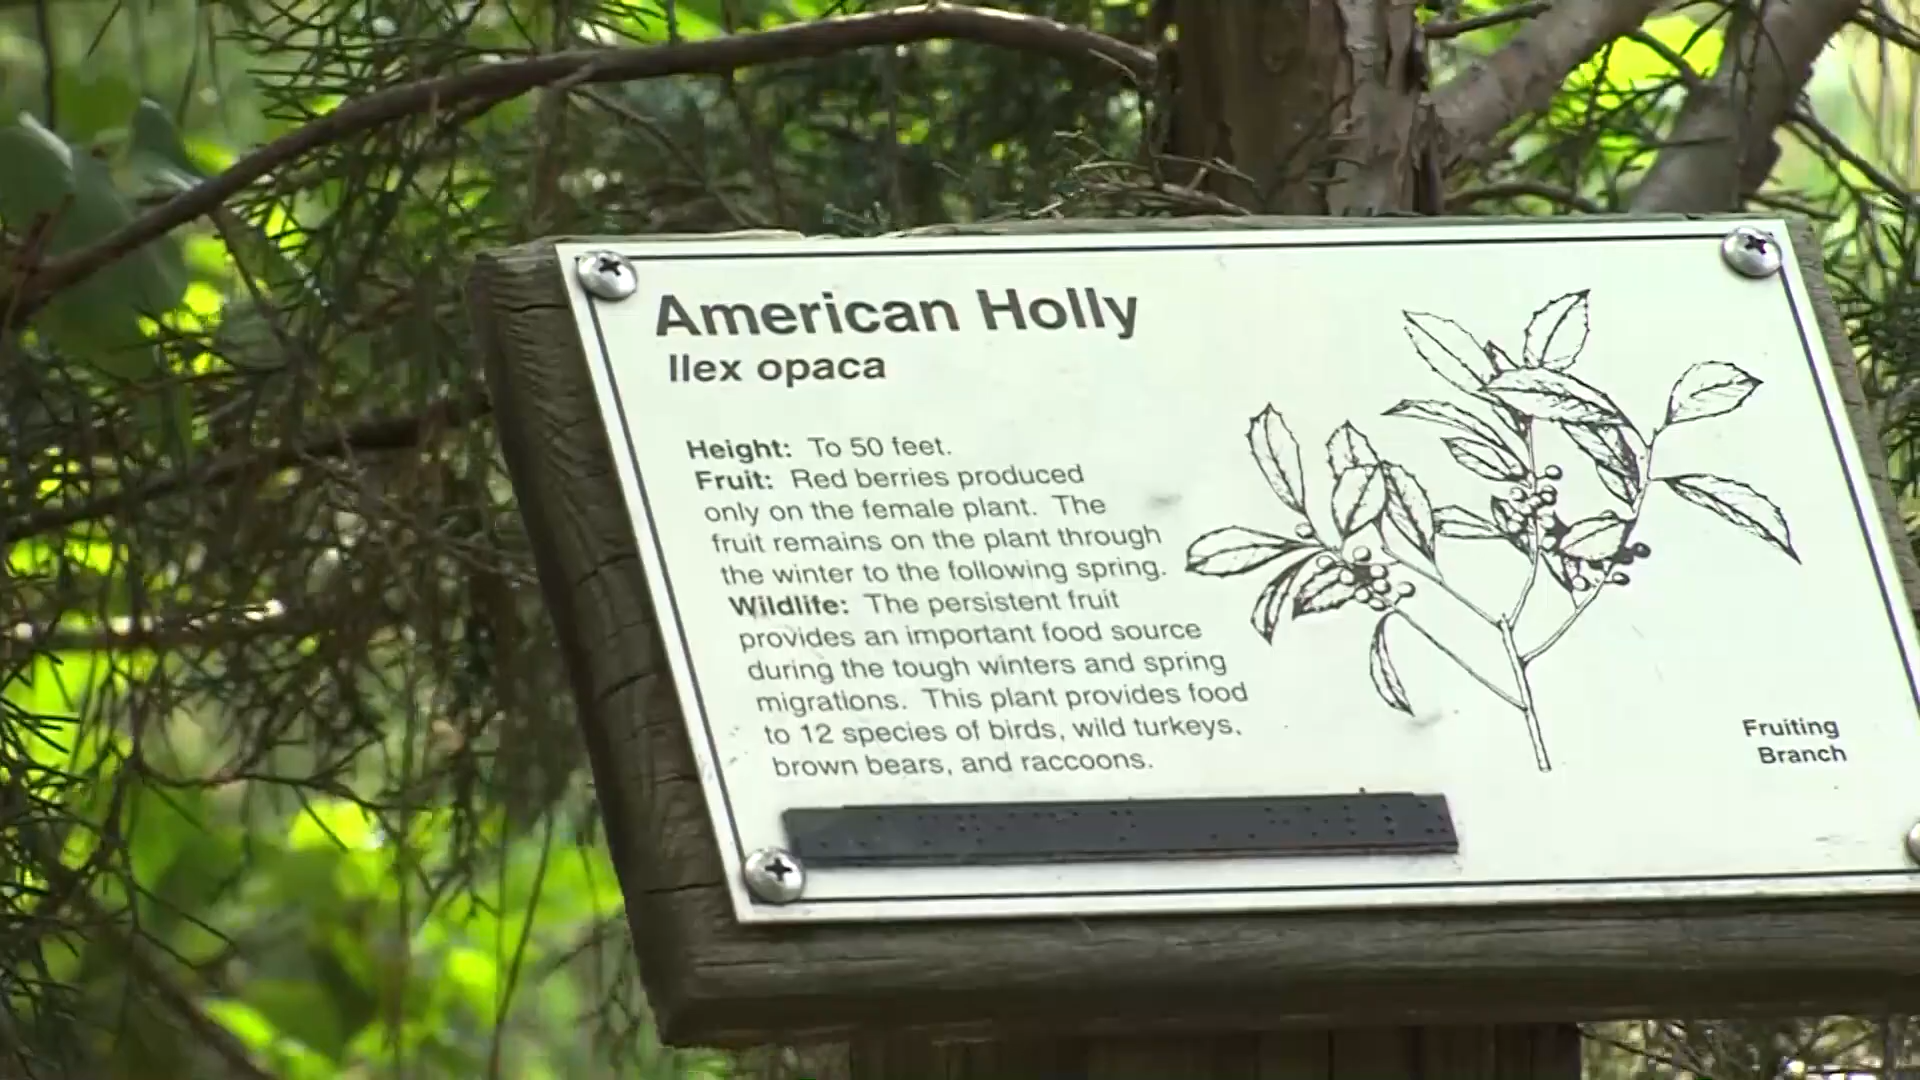 American Holly
Ilex opaca
Height: To 50 feet.
Fruit: Red berries produced
only on the female plant. The
fruit remains on the plant through
the winter to the following spring.
Wildlife: The persistent fruit
provides an important food source
during the tough winters and spring
migrations. This plant provides food
to 12 species of birds, wild turkeys,
brown bears, and raccoons.
Fruiting
Branch